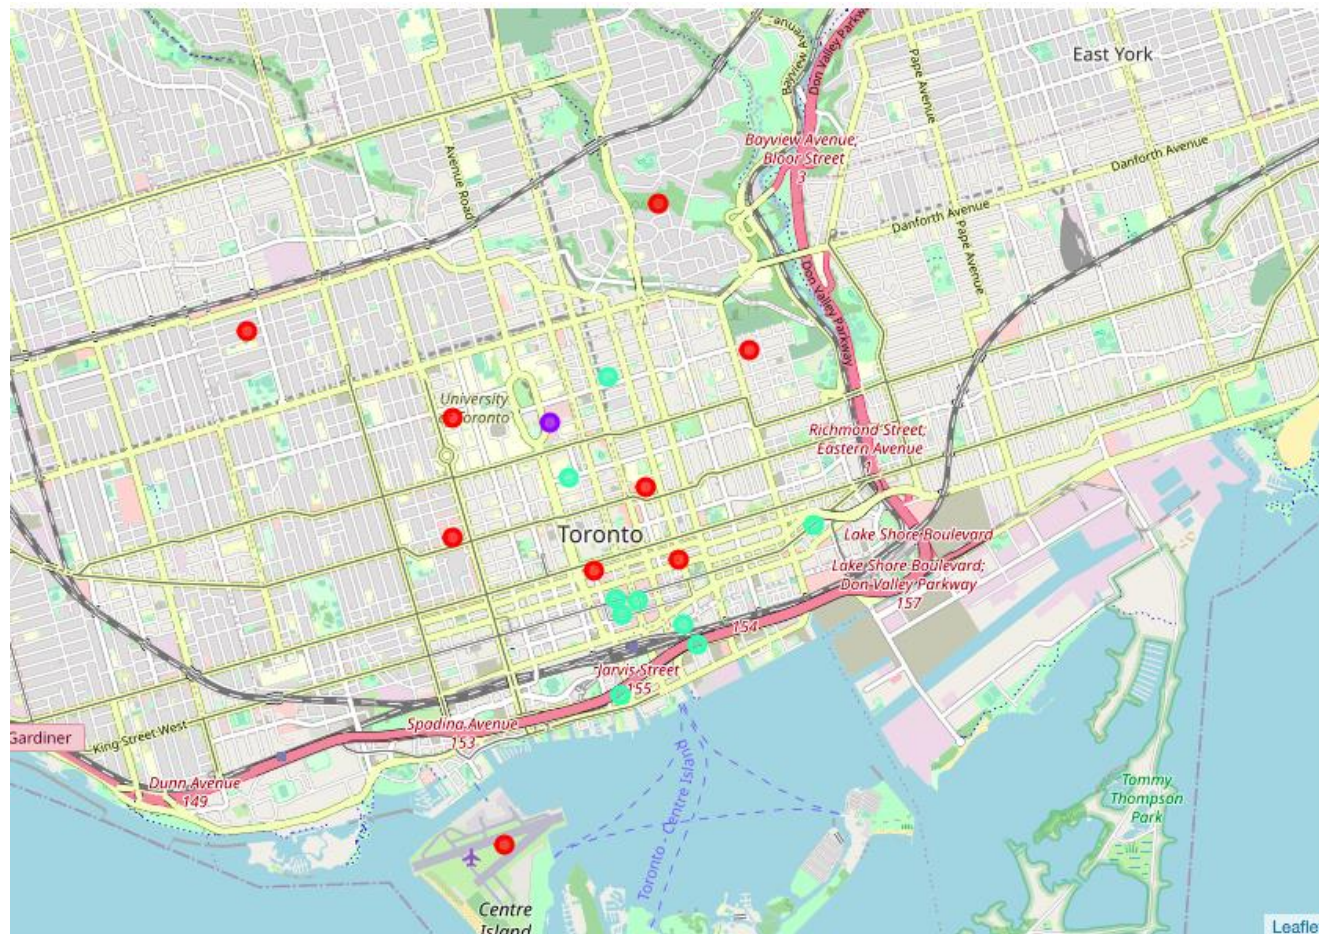 Bayview Avenue
Don Valley Parkway
Pape Avenue
East York
Avenue Road
Bayview Avenue;
Bloor Street
3
Danforth Avenue
Danforth Avenue
Pape Avenue
Don Valley Parkway
University
Toronto
Richmond Street;
Eastern Avenue
1
Toronto
Lake Shore Boulevard
Lake Shore Boulevard;
Don Valley Parkway
157
154
Jarvis Street
155
Spadina Avenue
153
Gardiner
King Street West
Dunn Avenue
149
Toronto - Centre Island
Tommy
Thompson
Park
Centre
Island
Leafle